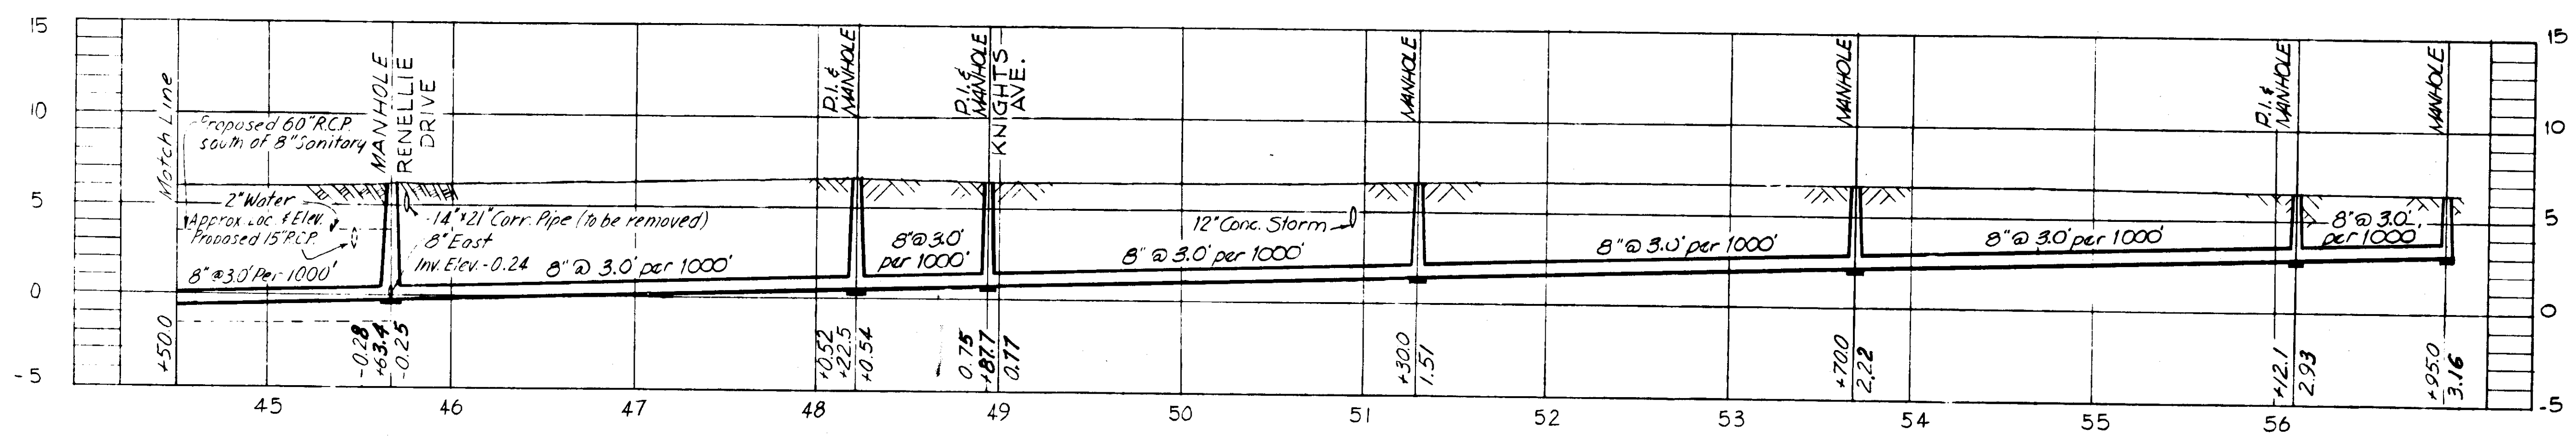 15
10
5
0
-5
Match Line
Proposed 60" R.C.P.
south of 8" Sanitary
2" Water
Approx. Loc. & Elev.
Proposed 15" R.C.P.
8" @ 3.0' Per 1000'
+50.0
MANHOLE
RENELLIE
DRIVE
14" x 21" Corr. Pipe (to be removed)
8" East
Inv. Elev. -0.24
8" @ 3.0' per 1000'
-0.28
+63.4
-0.25
P.I. &
MANHOLE
+0.52
+22.5
+0.54
8" @ 3.0'
per 1000'
P.I. &
MANHOLE
KNIGHTS
AVE.
0.75
+87.7
0.77
8" @ 3.0' per 1000'
12" Conc. Storm
MANHOLE
+30.0
1.51
8" @ 3.0' per 1000'
MANHOLE
+70.0
2.22
8" @ 3.0' per 1000'
P.I. &
MANHOLE
+12.1
2.93
8" @ 3.0'
per 1000'
MANHOLE
+95.0
3.16
15
10
5
0
-5
45 46 47 48 49 50 51 52 53 54 55 56